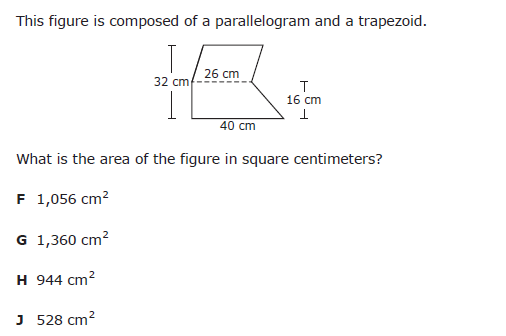 This figure is composed of a parallelogram and a trapezoid.
26 cm
32 cm
16 cm
40 cm
What is the area of the figure in square centimeters?
F 1,056 cm²
G 1,360 cm²
H 944 cm²
J 528 cm²